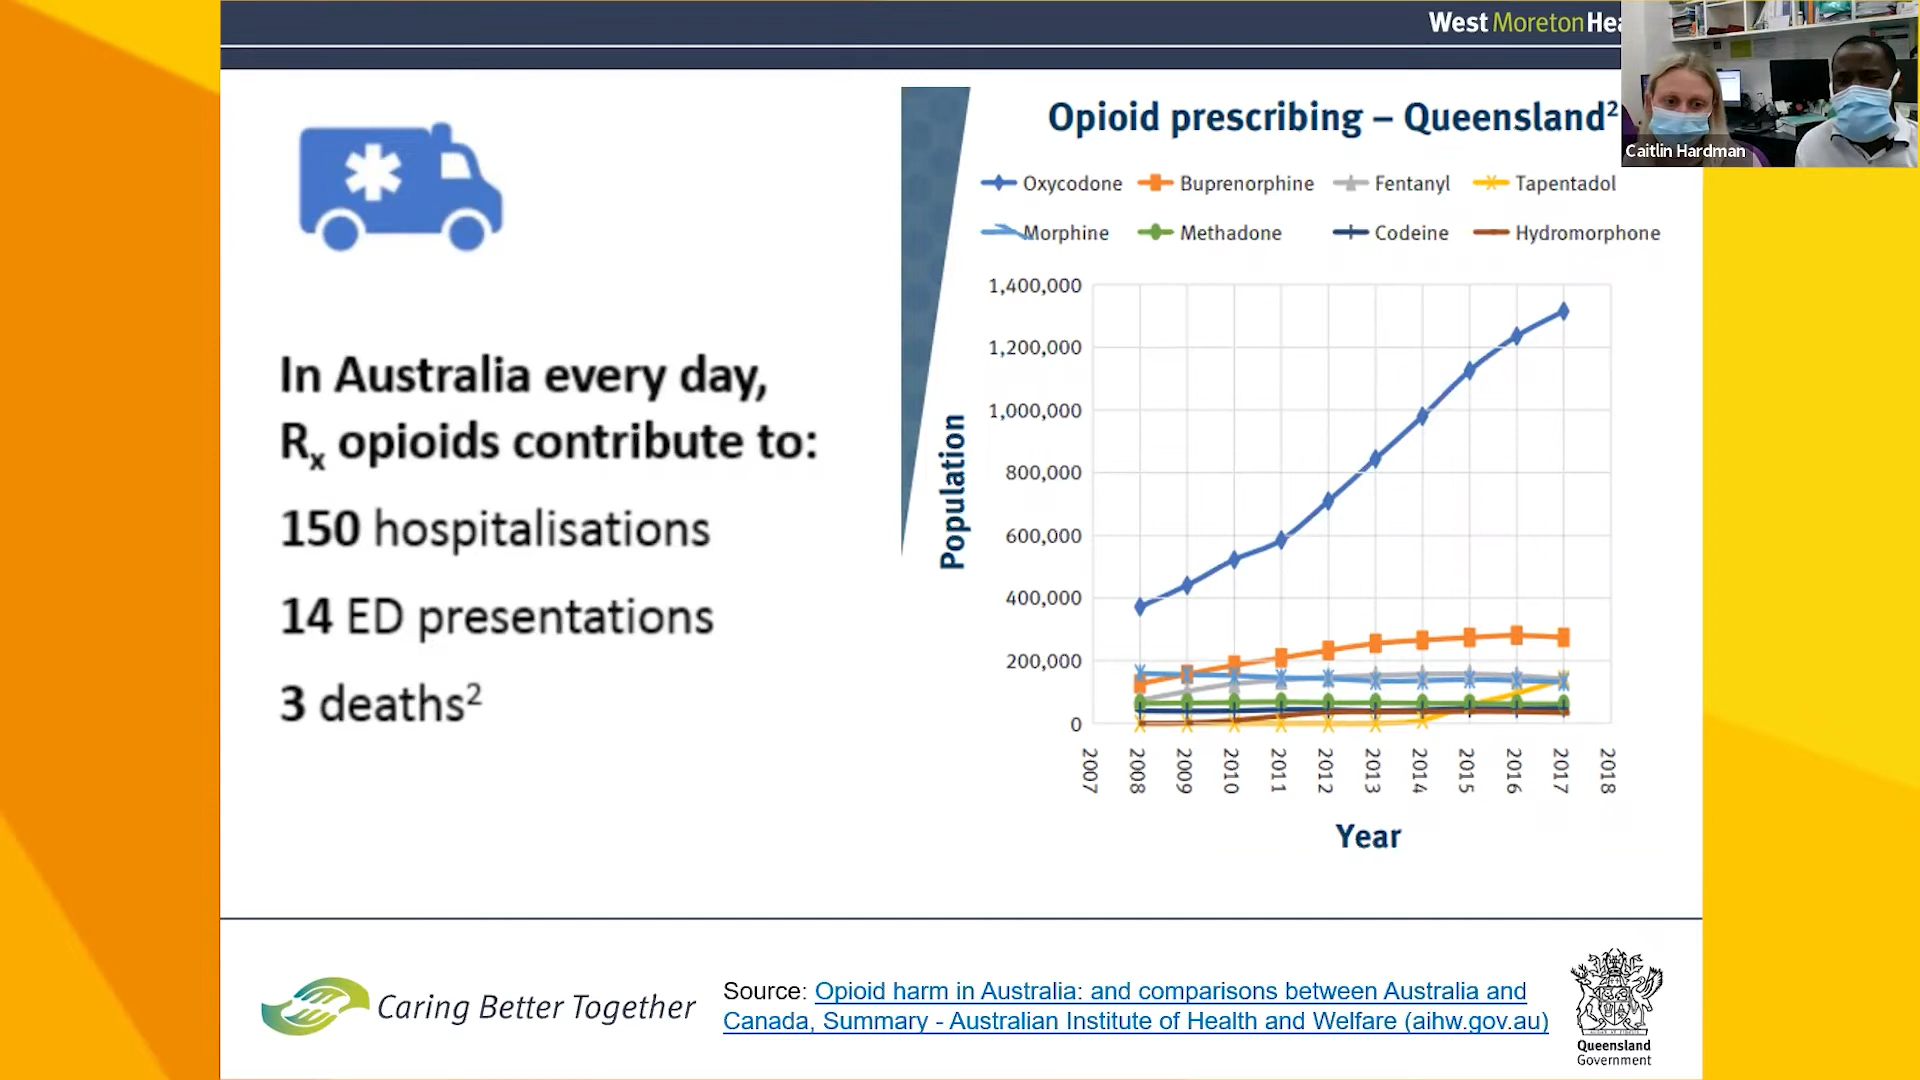 West Moreton Hea
Caitlin Hardman
In Australia every day,
Rx opioids contribute to:
150 hospitalisations
14 ED presentations
3 deaths²
Opioid prescribing – Queensland²
Oxycodone Buprenorphine Fentanyl Tapentadol
Morphine Methadone Codeine Hydromorphone
Population
1,400,000
1,200,000
1,000,000
800,000
600,000
400,000
200,000
0
2007 2008 2009 2010 2011 2012 2013 2014 2015 2016 2017 2018
Year
Caring Better Together
Source: Opioid harm in Australia: and comparisons between Australia and
Canada, Summary - Australian Institute of Health and Welfare (aihw.gov.au)
Queensland
Government